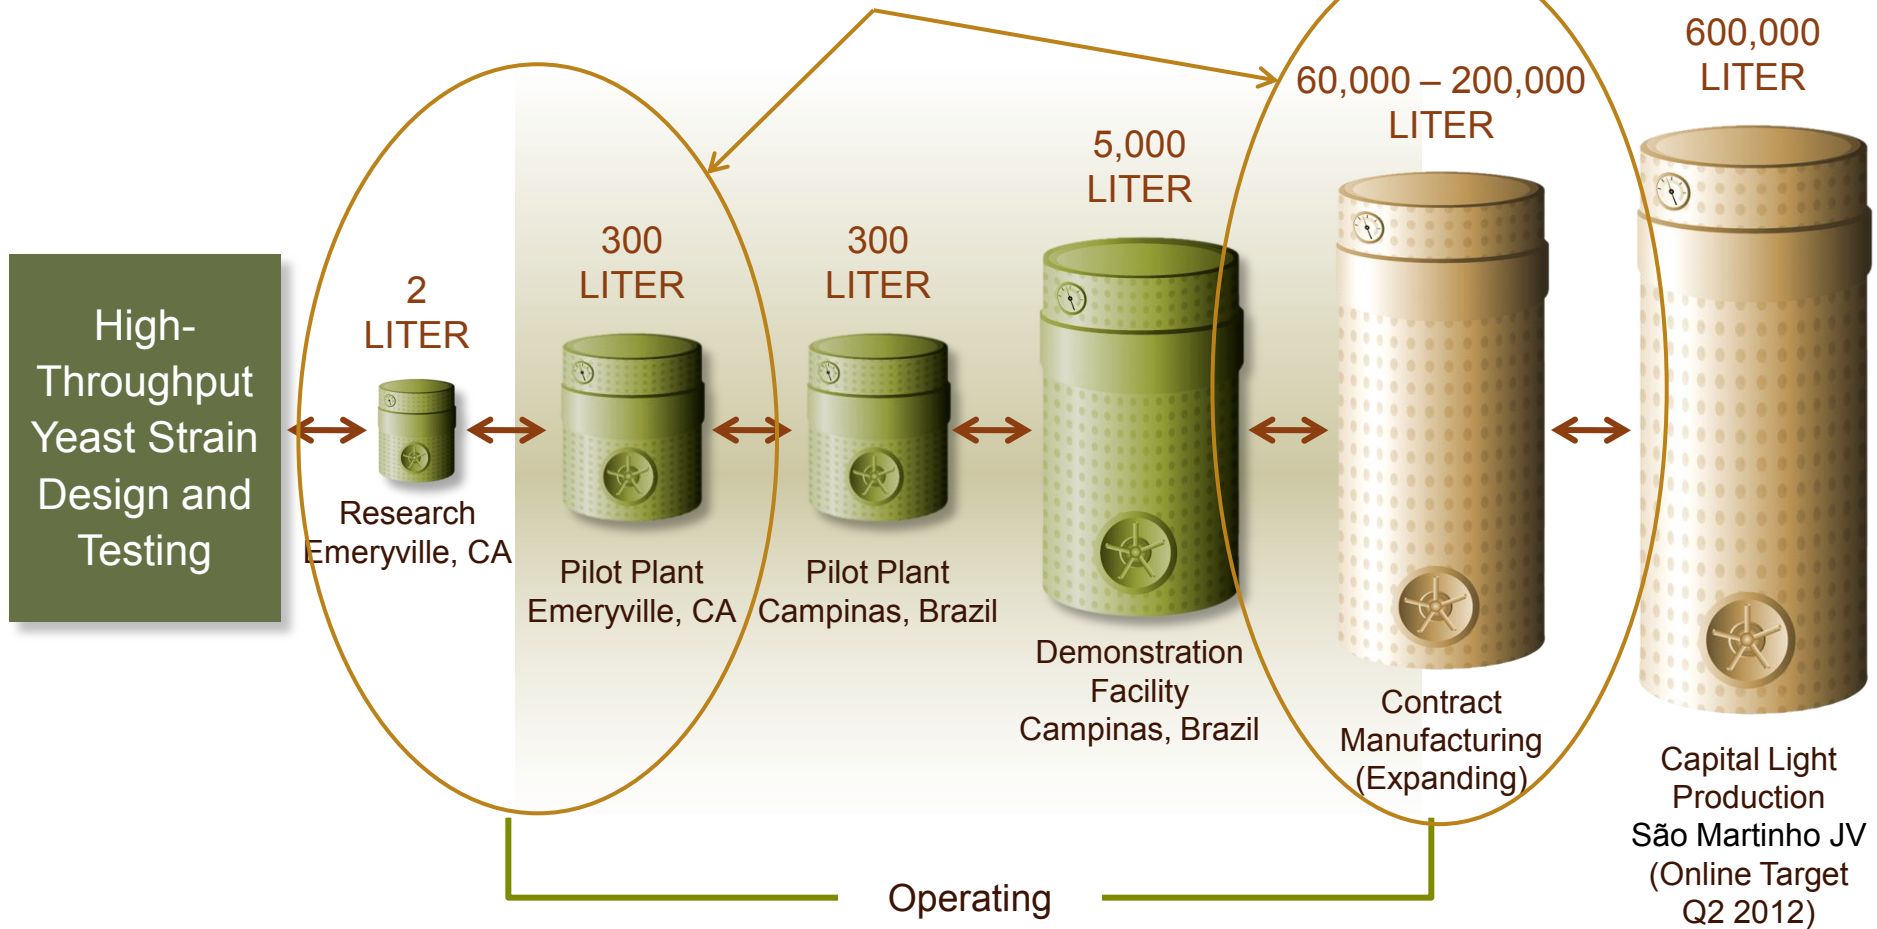 High-
Throughput
Yeast Strain
Design and
Testing
2
LITER
Research
Emeryville, CA
300
LITER
Pilot Plant
Emeryville, CA
300
LITER
Pilot Plant
Campinas, Brazil
5,000
LITER
Demonstration
Facility
Campinas, Brazil
60,000 – 200,000
LITER
Contract
Manufacturing
(Expanding)
600,000
LITER
Capital Light
Production
São Martinho JV
(Online Target
Q2 2012)
Operating